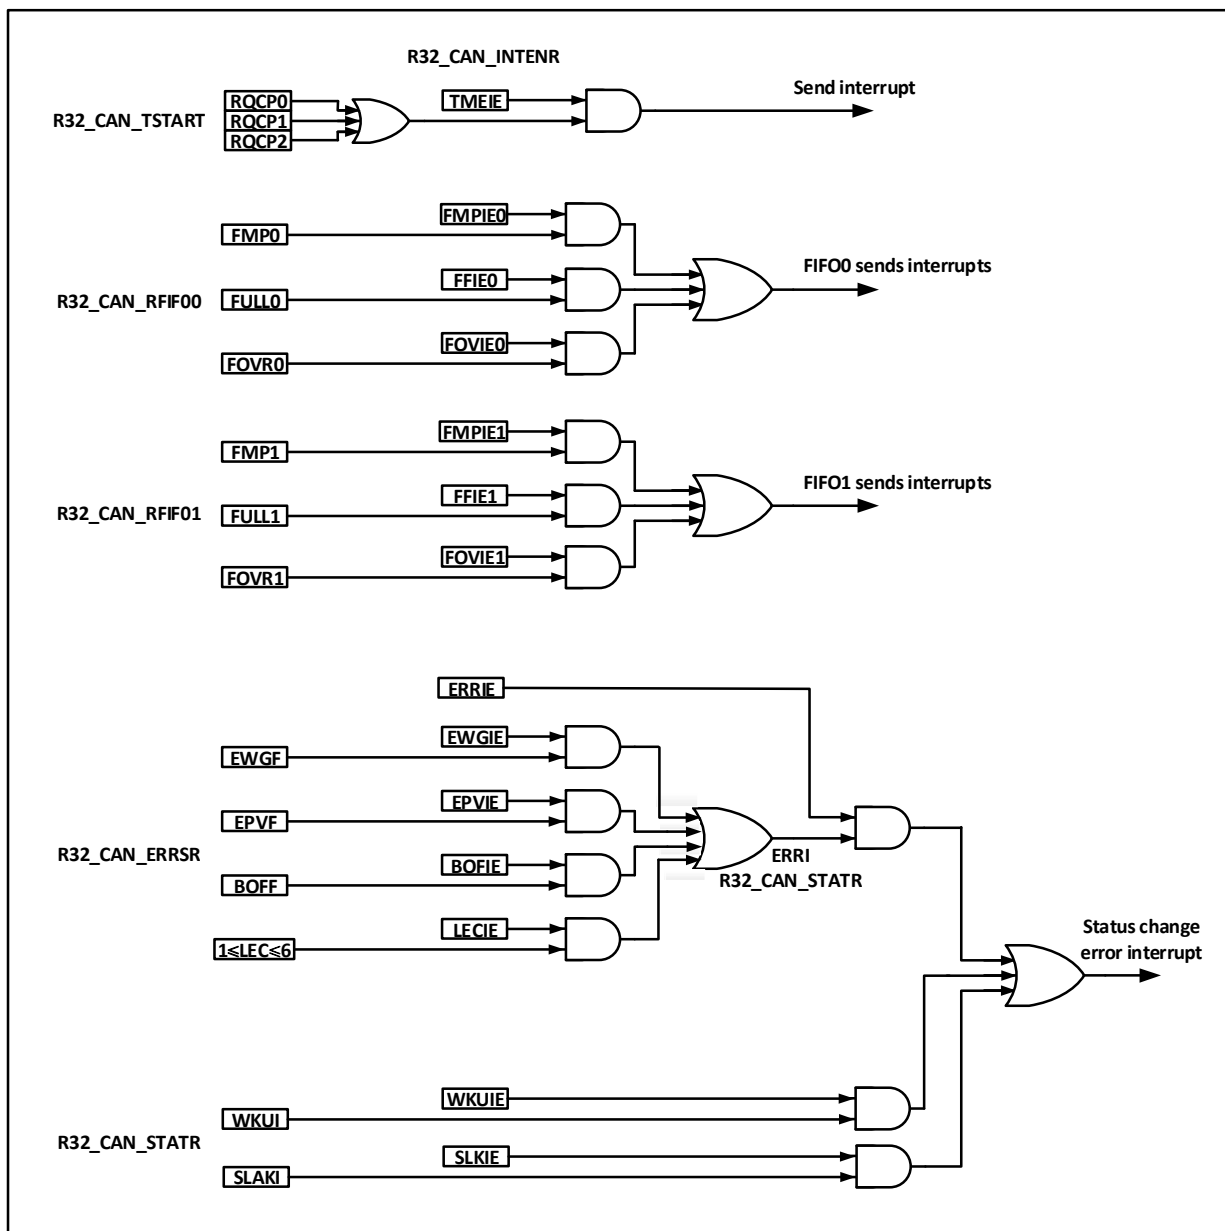 R32_CAN_INTENR
Send interrupt
R32_CAN_TSTART
RQCP0
RQCP1
RQCP2
TMEIE
FMPIE0
FMP0
FIFO0 sends interrupts
R32_CAN_RFIF00
FFIE0
FULL0
FOVIE0
FOVR0
FMPIE1
FMP1
FIFO1 sends interrupts
R32_CAN_RFIF01
FFIE1
FULL1
FOVIE1
FOVR1
ERRIE
EWGIE
EWGF
EPVIE
EPVF
R32_CAN_ERRSR
ERRI
R32_CAN_STATR
BOFIE
BOFF
LECIE
1≤LEC≤6
Status change
error interrupt
WKUIE
WKUI
R32_CAN_STATR
SLKIE
SLAKI